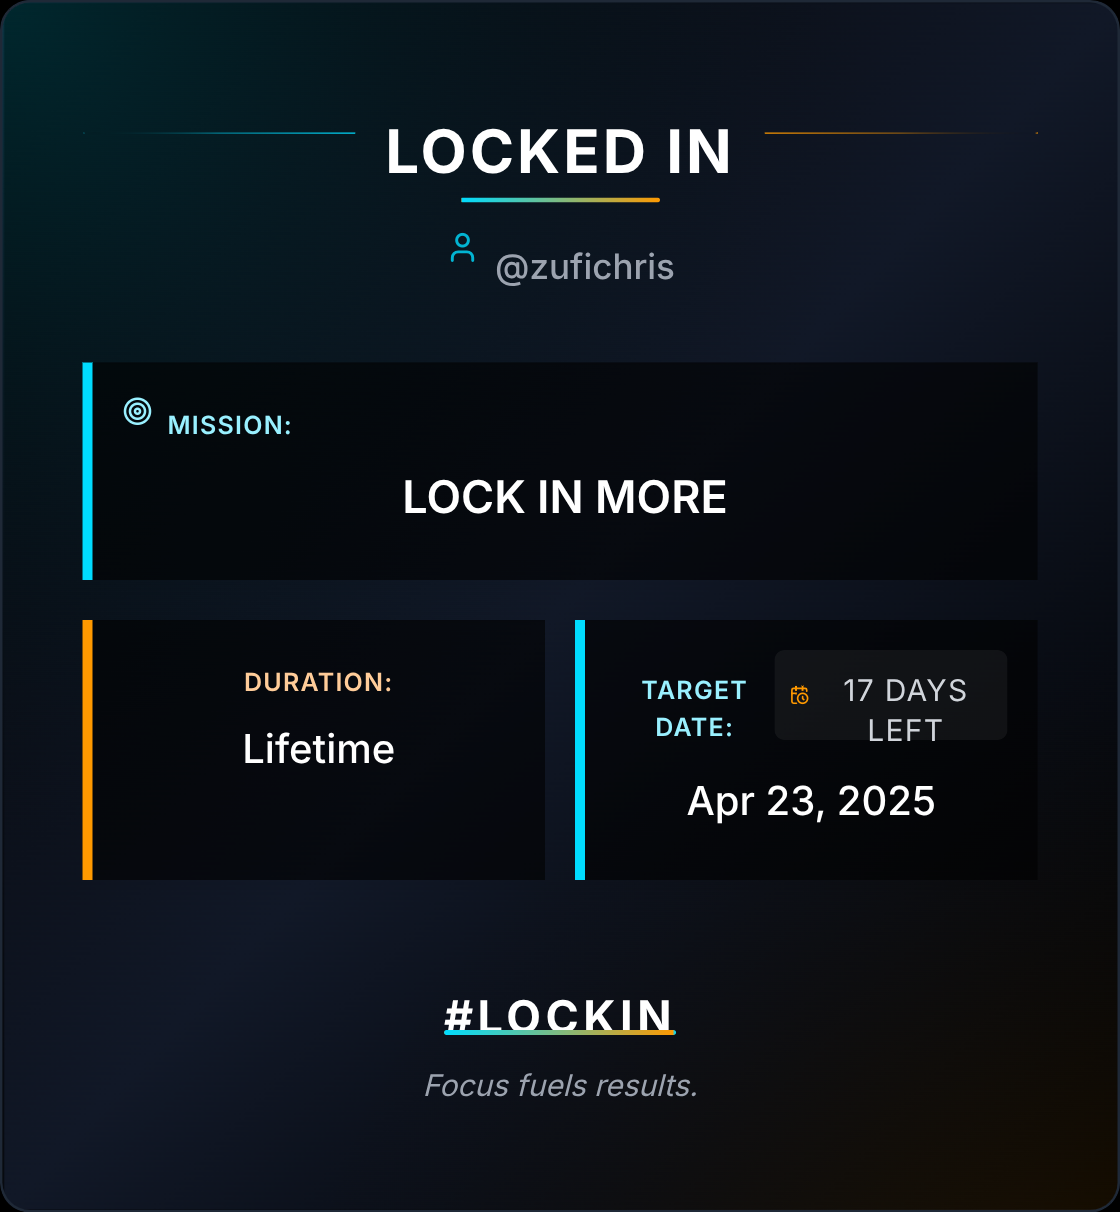 LOCKED IN
@zufichris
MISSION:
LOCK IN MORE
DURATION:
Lifetime
TARGET
DATE:
17 DAYS
LEFT
Apr 23, 2025
#LOCKIN
Focus fuels results.